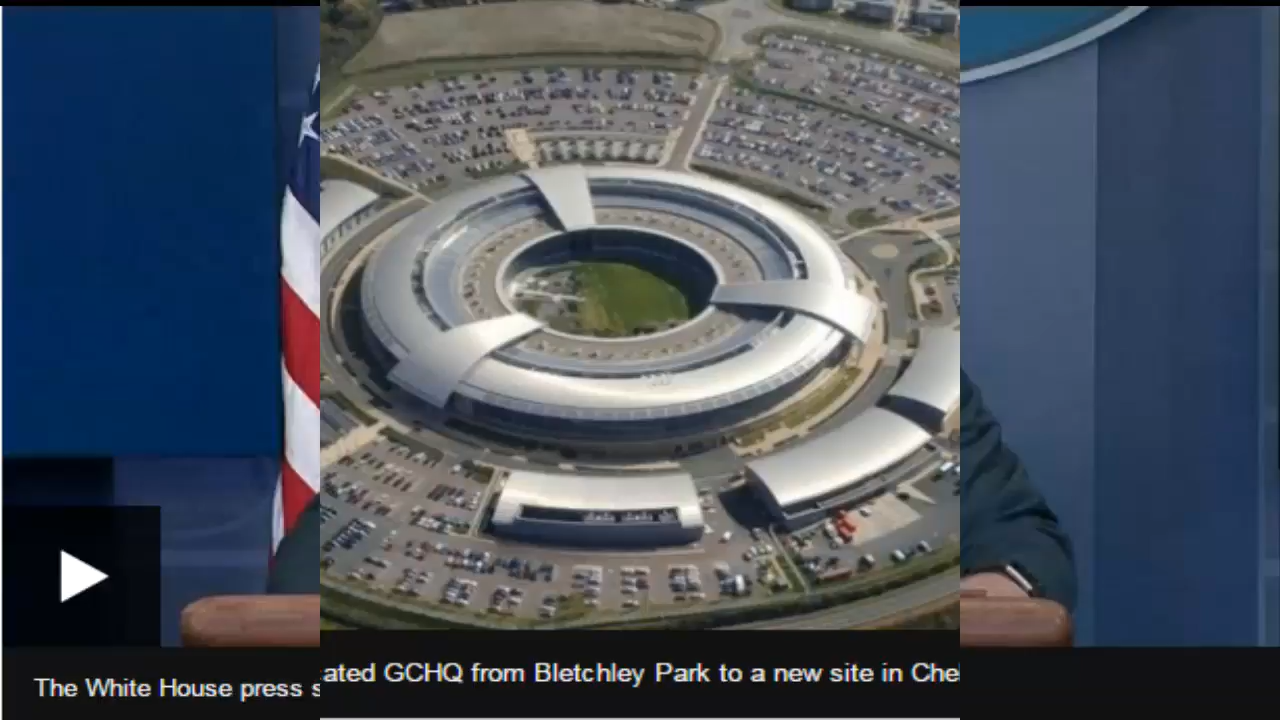 The White House press s
ated GCHQ from Bletchley Park to a new site in Che